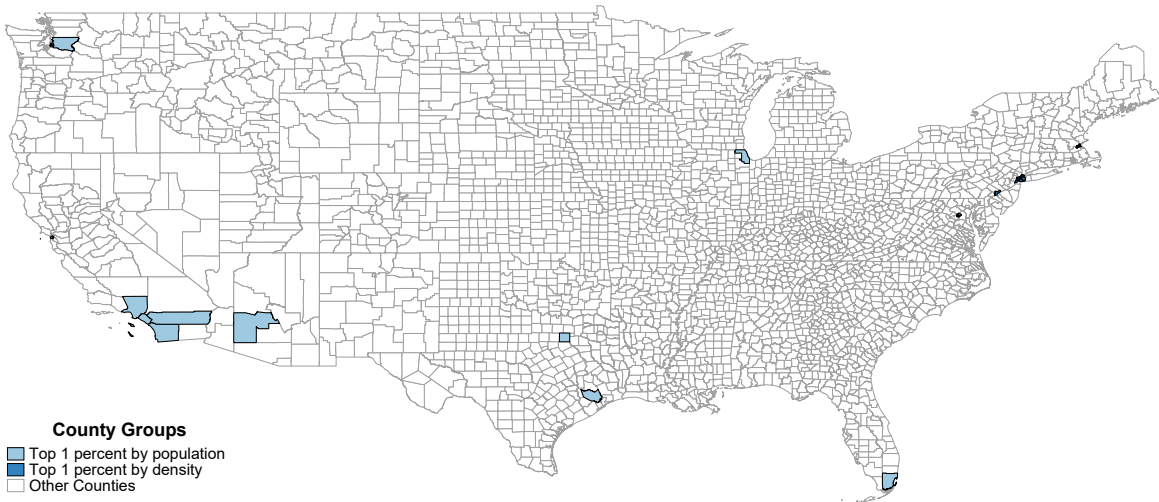 County Groups
Top 1 percent by population
Top 1 percent by density
Other Counties